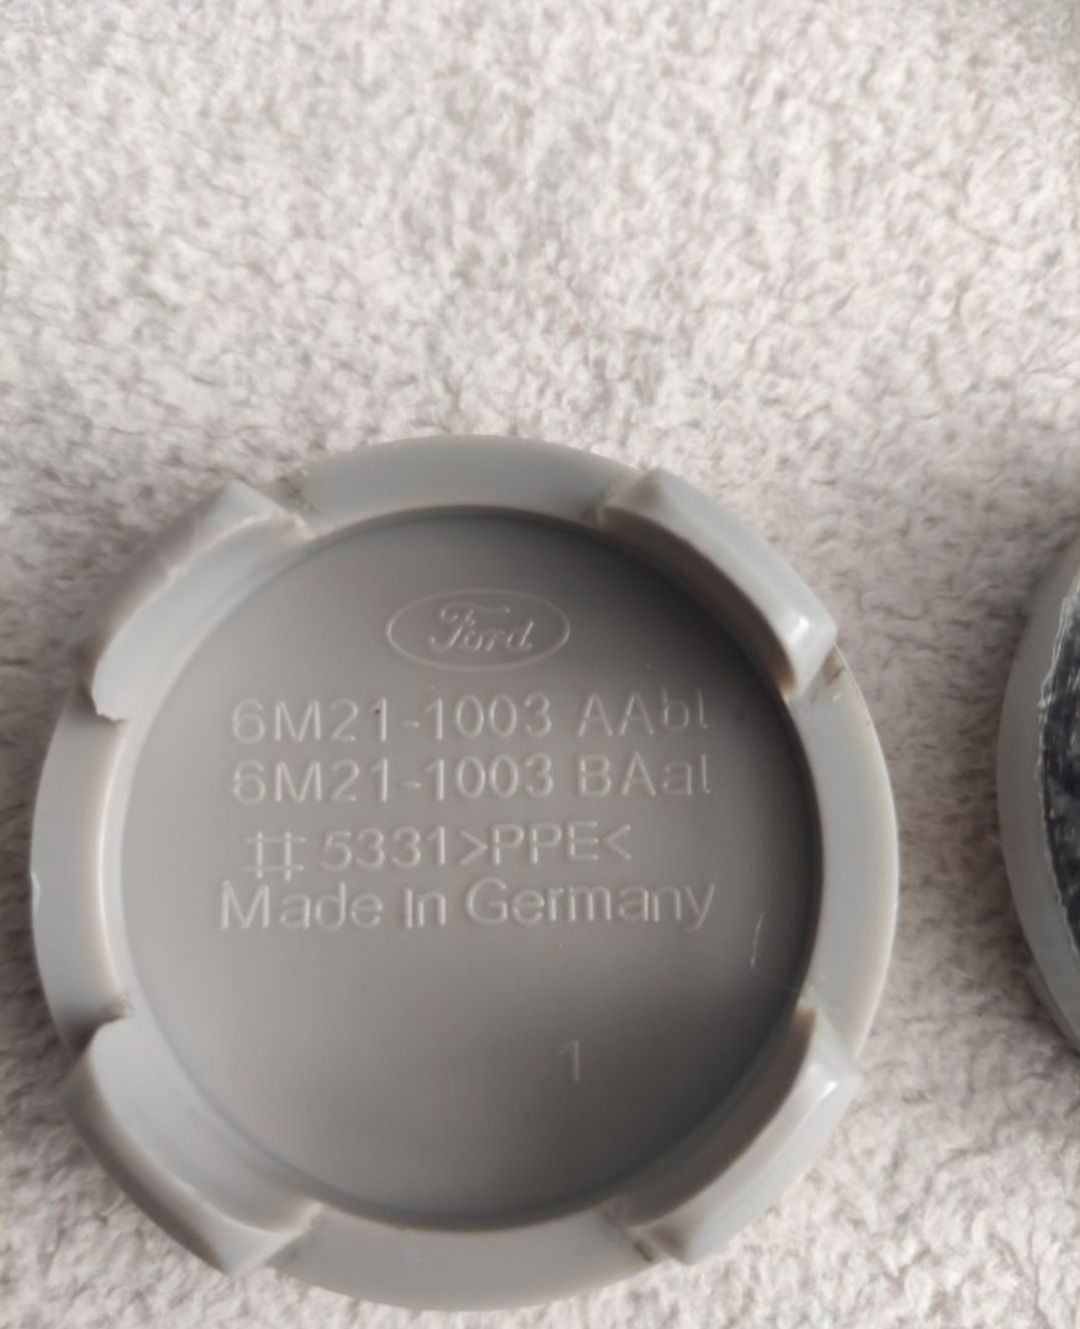 Ford
6M21-1003 AAbl
6M21-1003 BAal
#5331>PPE<
Made In Germany
1